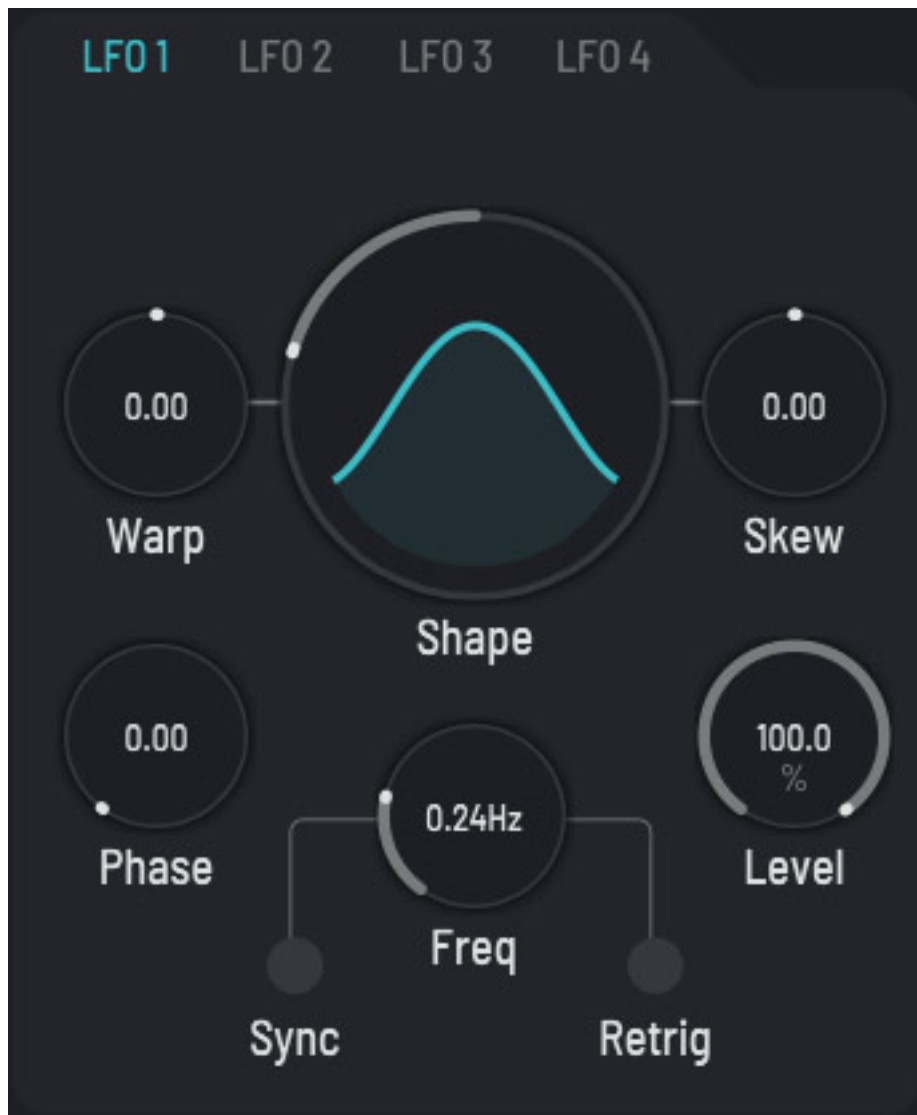 LFO 1 LFO 2 LFO 3 LFO 4
0.00
Warp
0.00
Skew
Shape
0.00
Phase
0.24Hz
Freq
100.0
%
Level
Sync
Retrig